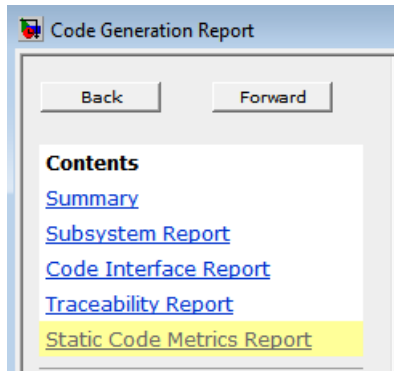 Code Generation Report
Back Forward
Contents
Summary
Subsystem Report
Code Interface Report
Traceability Report
Static Code Metrics Report